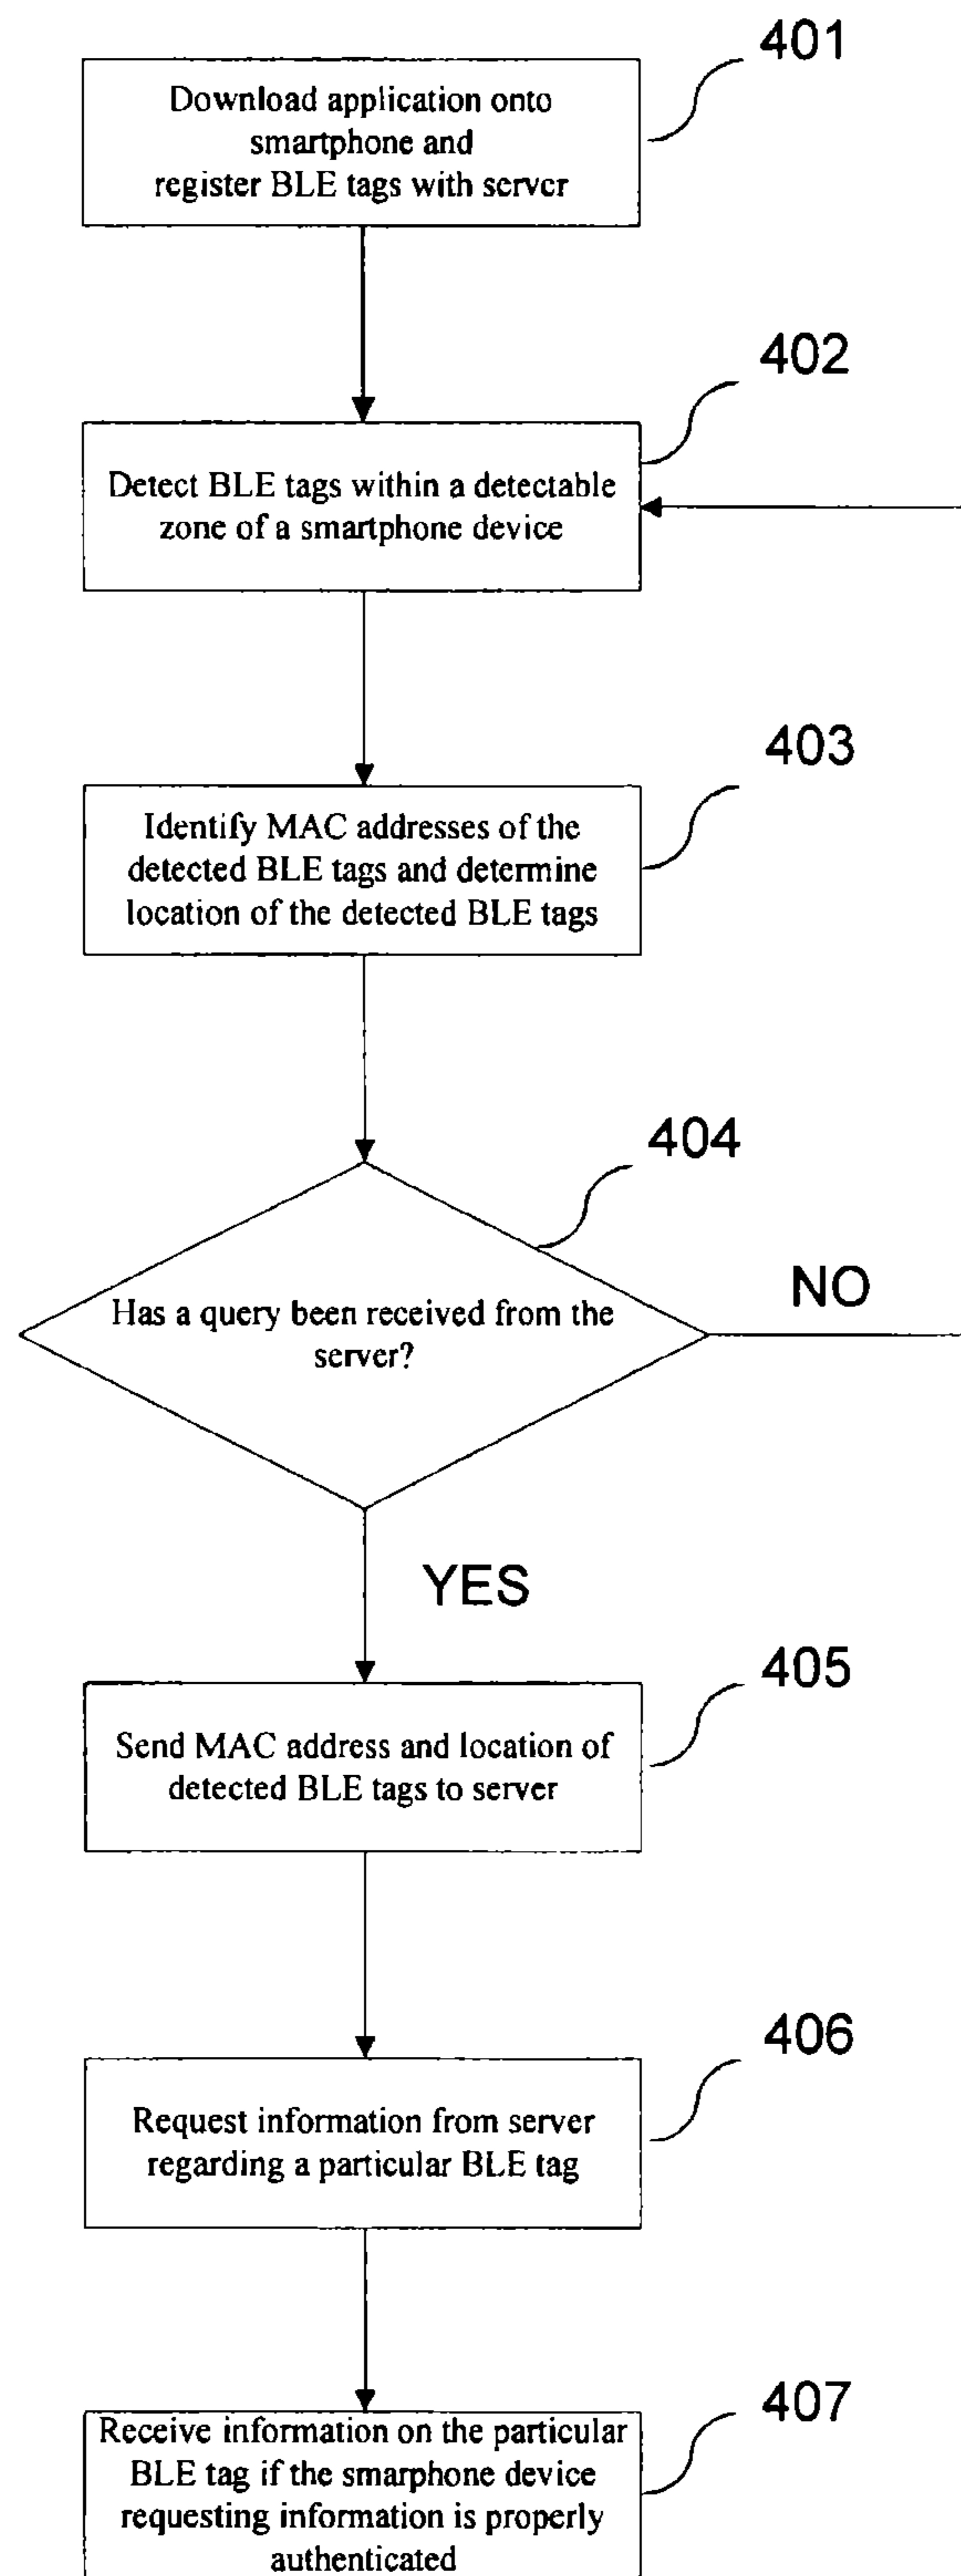 401
Download application onto
smartphone and
register BLE tags with server
402
Detect BLE tags within a detectable
zone of a smartphone device
403
Identify MAC addresses of the
detected BLE tags and determine
location of the detected BLE tags
404
Has a query been received from the
server?
NO
YES
405
Send MAC address and location of
detected BLE tags to server
406
Request information from server
regarding a particular BLE tag
407
Receive information on the particular
BLE tag if the smarphone device
requesting information is properly
authenticated